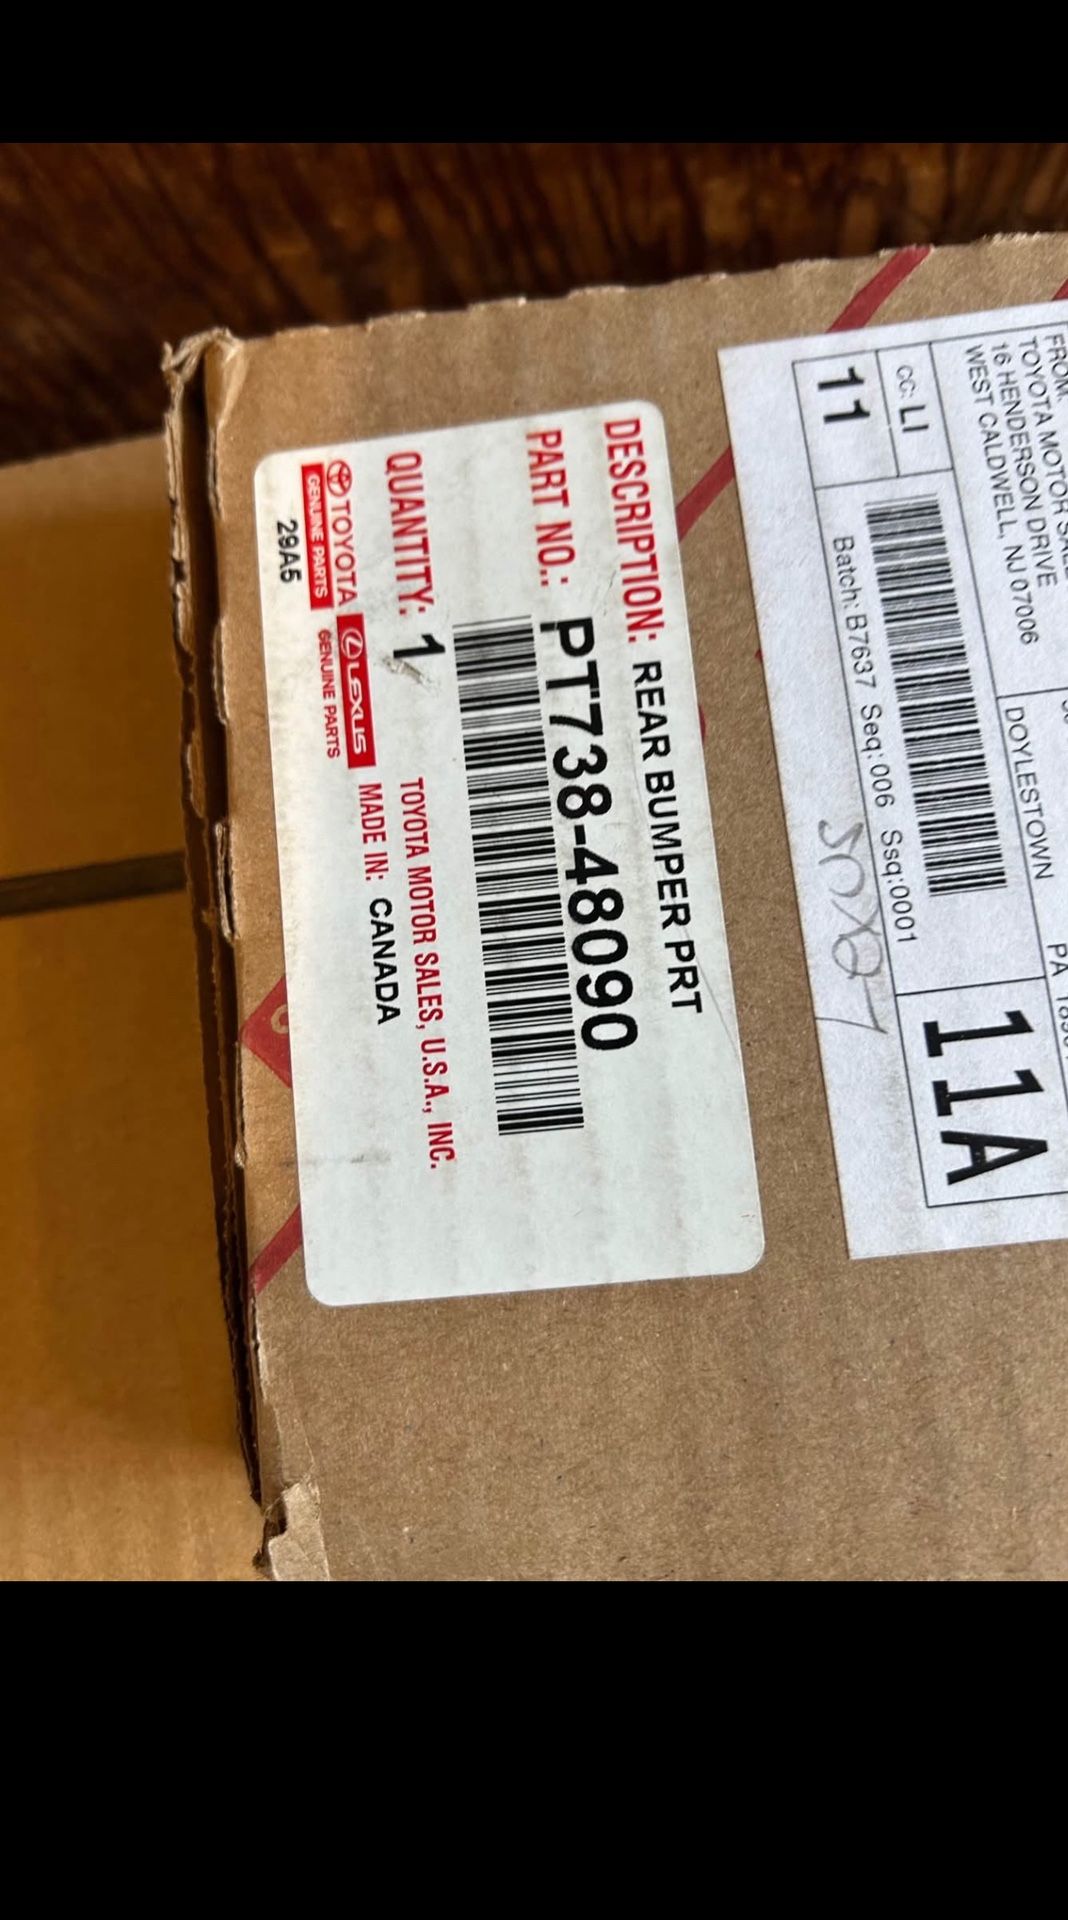 DESCRIPTION: REAR BUMPER PRT
PART NO.: PT738-48090
QUANTITY: 1
TOYOTA MOTOR SALES, U.S.A., INC.
TOYOTA GENUINE PARTS
LEXUS GENUINE PARTS
MADE IN: CANADA
29A5
FROM:
TOYOTA MOTOR
16 HENDERSON DRIVE
WEST CALDWELL, NJ 07006
DOYLESTOWN PA
CC: LI
11
Batch: B7637 Seq: 006 Ssq:0001
11A